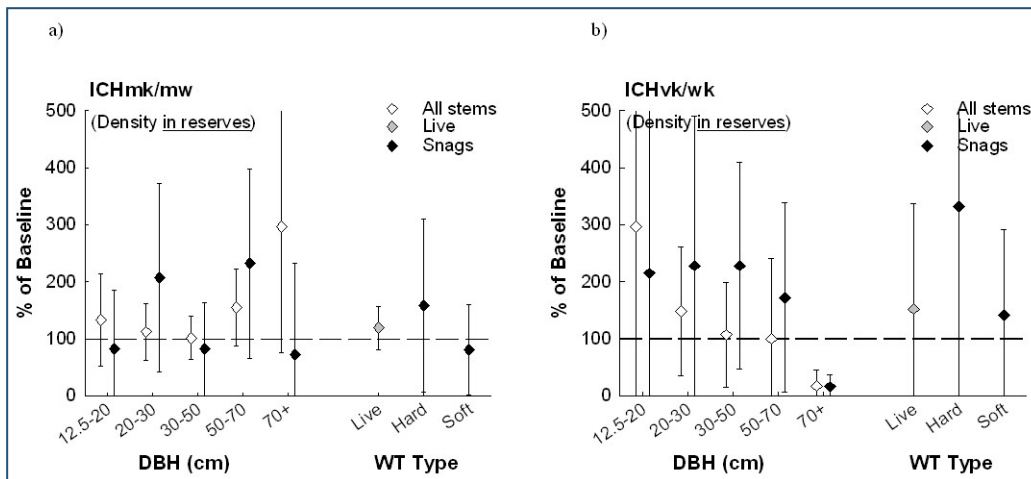 a)
ICHmk/mw
(Density in reserves)
All stems
Live
Snags
% of Baseline
500
400
300
200
100
0
12.5-20
20-30
30-50
50-70
70+
Live
Hard
Soft
DBH (cm)
WT Type
b)
ICHvk/wk
(Density in reserves)
All stems
Live
Snags
% of Baseline
500
400
300
200
100
0
12.5-20
20-30
30-50
50-70
70+
Live
Hard
Soft
DBH (cm)
WT Type